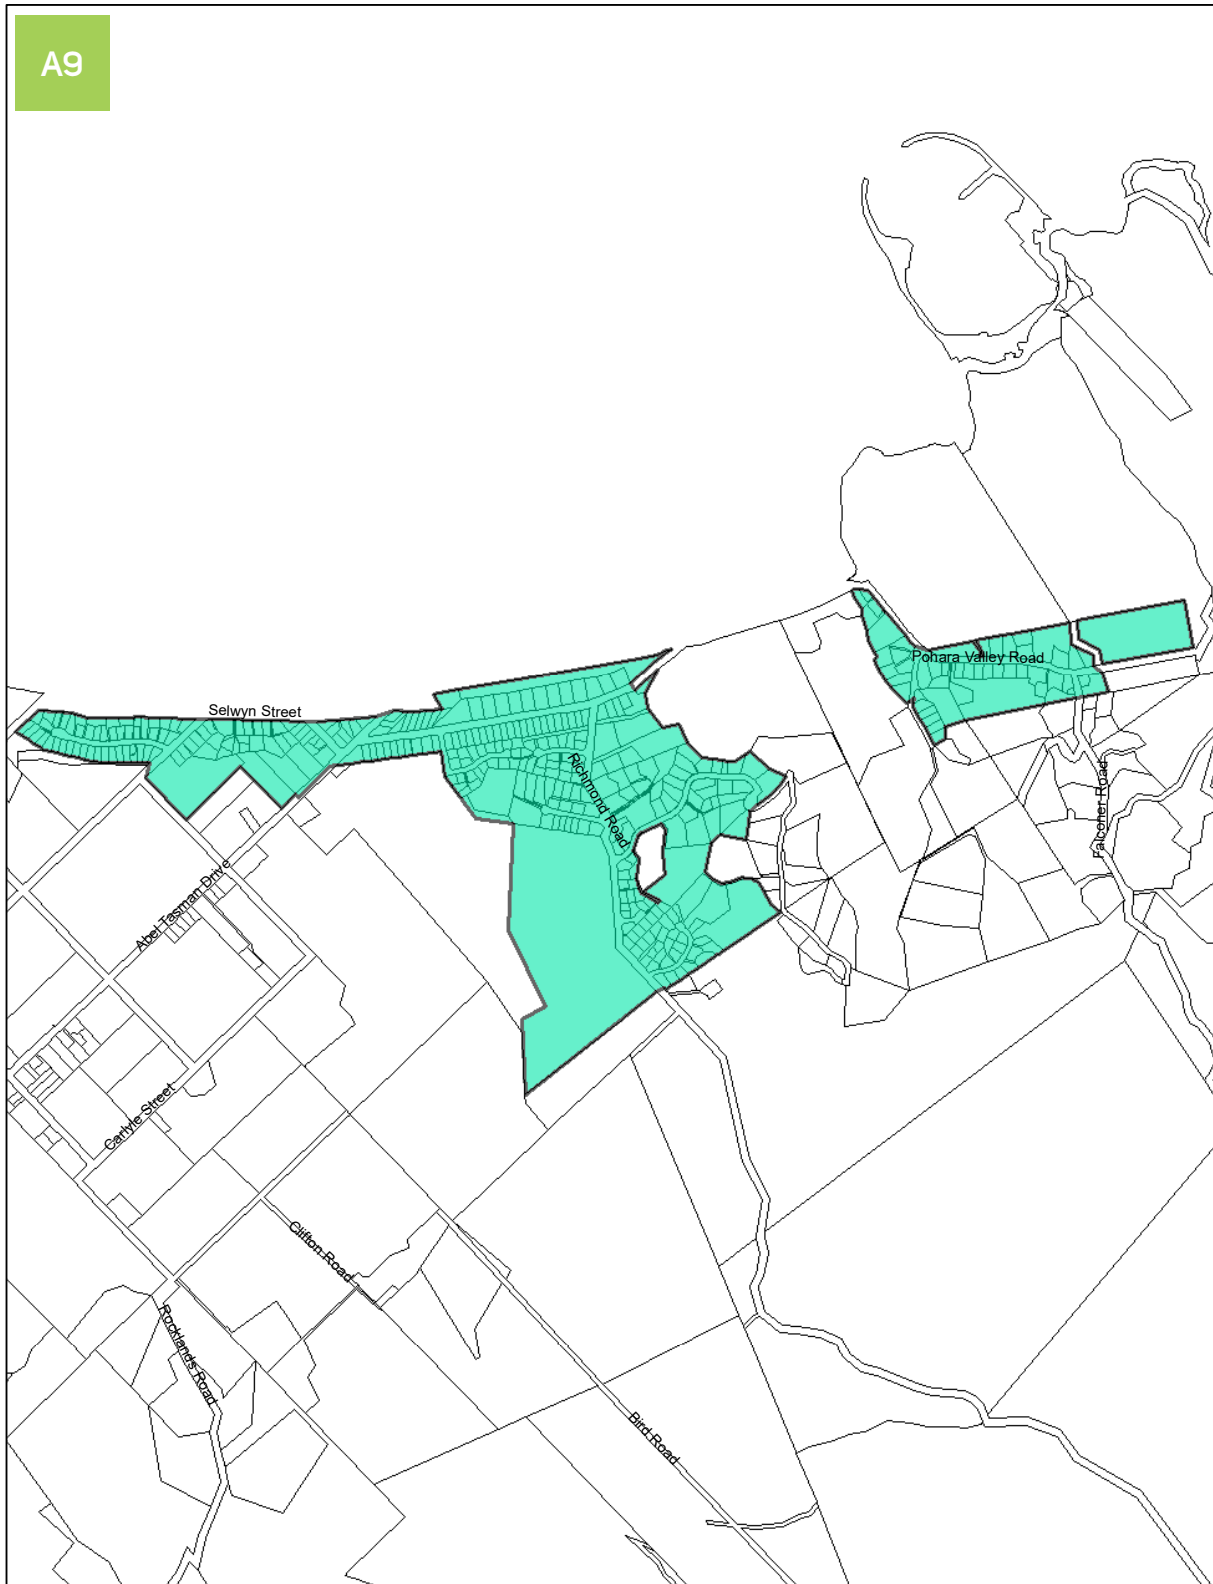 A9
Pohara Valley Road
Selwyn Street
Richmond Road
Falconer Road
Abel Tasman Drive
Carlyle Street
Clifton Road
Rocklands Road
Bird Road